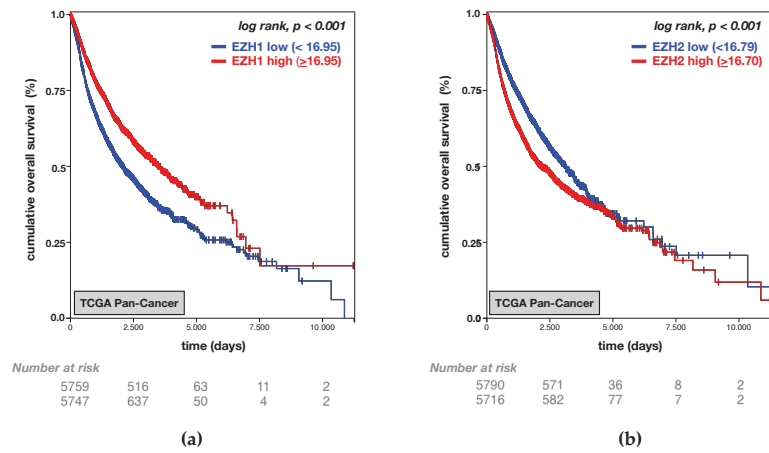 log rank, p < 0.001
EZH1 low (< 16.95)
EZH1 high (≥16.95)
cumulative overall survival (%)
1.0
0.75
0.5
0.25
0.0
TCGA Pan-Cancer
0 2.500 5.000 7.500 10.000
time (days)
Number at risk
5759 516 63 11 2
5747 637 50 4 2
(a)
log rank, p < 0.001
EZH2 low (<16.79)
EZH2 high (≥16.70)
cumulative overall survival (%)
1.0
0.75
0.5
0.25
0.0
TCGA Pan-Cancer
0 2.500 5.000 7.500 10.000
time (days)
Number at risk
5790 571 36 8 2
5716 582 77 7 2
(b)